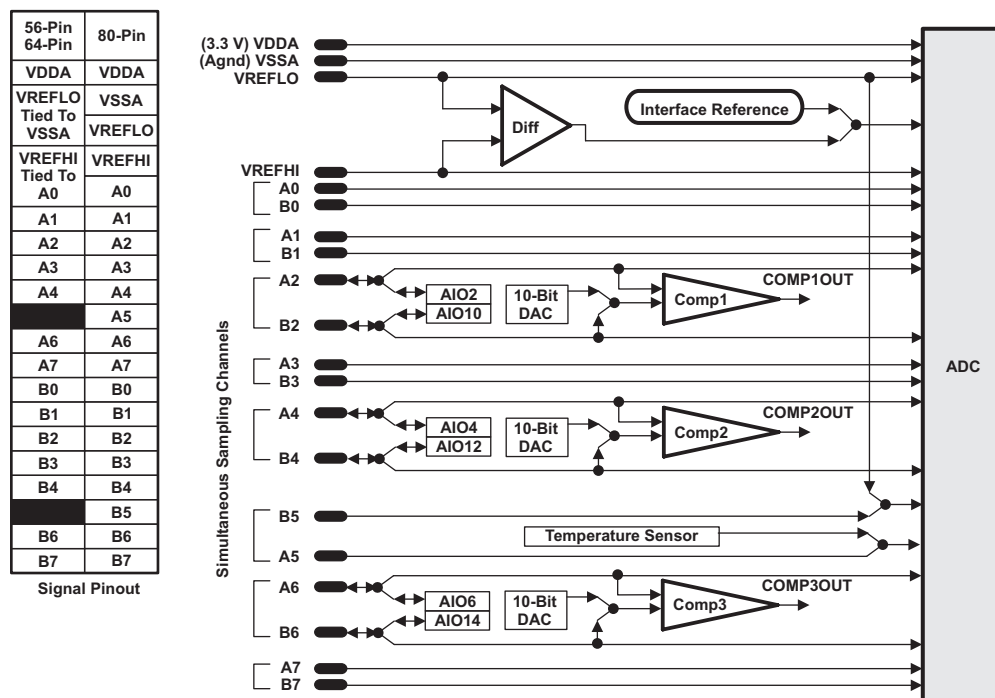 56-Pin
64-Pin
80-Pin
VDDA
VDDA
VREFLO
Tied To
VSSA
VSSA
VREFLO
VREFHI
Tied To
A0
VREFHI
A0
A1
A1
A2
A2
A3
A3
A4
A4
A5
A6
A6
A7
A7
B0
B0
B1
B1
B2
B2
B3
B3
B4
B4
B5
B6
B6
B7
B7
Signal Pinout
(3.3 V) VDDA
(Agnd) VSSA
VREFLO
Interface Reference
Diff
VREFHI
A0
B0
A1
B1
A2
AIO2
AIO10
10-Bit
DAC
Comp1
COMP1OUT
B2
Simultaneous Sampling Channels
A3
B3
ADC
A4
AIO4
AIO12
10-Bit
DAC
Comp2
COMP2OUT
B4
B5
Temperature Sensor
A5
A6
AIO6
AIO14
10-Bit
DAC
Comp3
COMP3OUT
B6
A7
B7